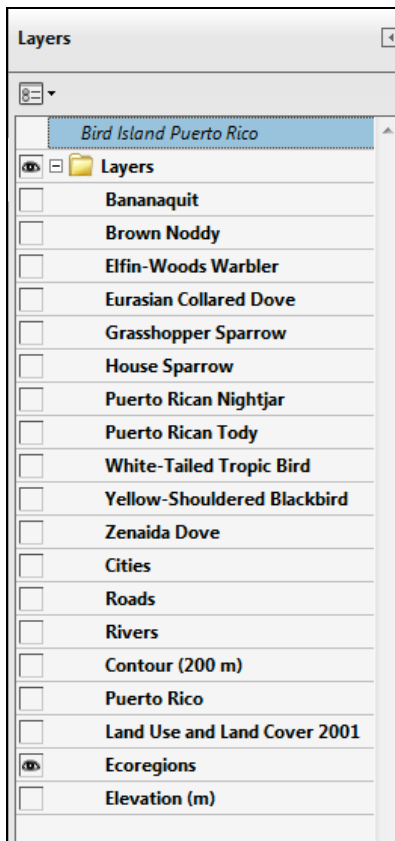 Layers
Bird Island Puerto Rico
Layers
Bananaquit
Brown Noddy
Elfin-Woods Warbler
Eurasian Collared Dove
Grasshopper Sparrow
House Sparrow
Puerto Rican Nightjar
Puerto Rican Tody
White-Tailed Tropic Bird
Yellow-Shouldered Blackbird
Zenaida Dove
Cities
Roads
Rivers
Contour (200 m)
Puerto Rico
Land Use and Land Cover 2001
Ecoregions
Elevation (m)